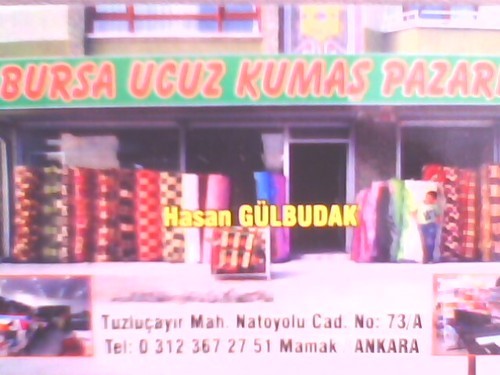 BURSA UCUZ KUMAŞ PAZARI
Hasan GÜLBUDAK
Tuzluçayır Mah. Natoyolu Cad. No: 73/A
Tel: 0 312 367 27 51 Mamak / ANKARA